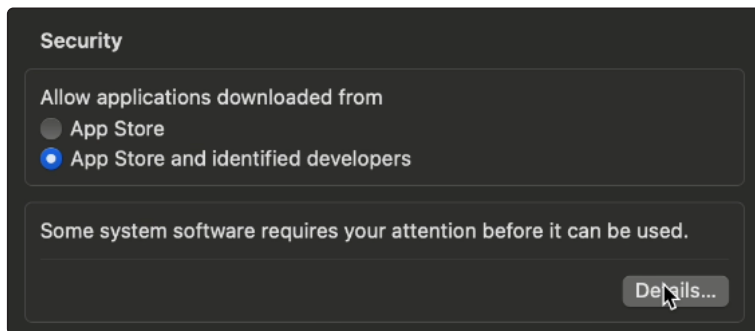 Security
Allow applications downloaded from
App Store
App Store and identified developers
Some system software requires your attention before it can be used.
Details...